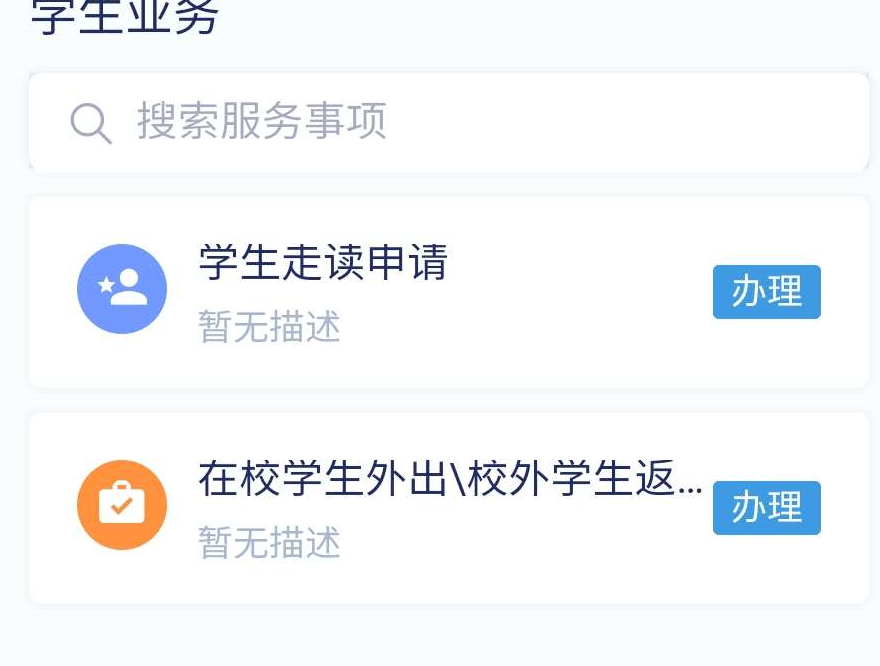 学生业务
搜索服务事项
学生走读申请
办理
暂无描述
在校学生外出\校外学生返...
办理
暂无描述